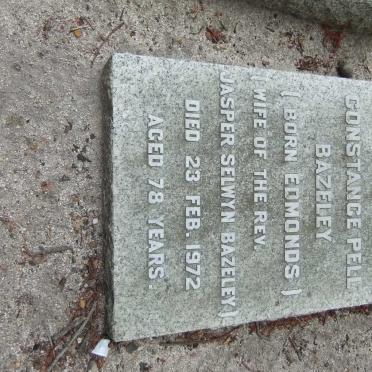 CONSTANCE PELL
BAZELEY
( BORN EDMONDS )
( WIFE OF THE REV.
JASPER SELWYN BAZELEY )
DIED 23 FEB. 1972.
AGED 78 YEARS.